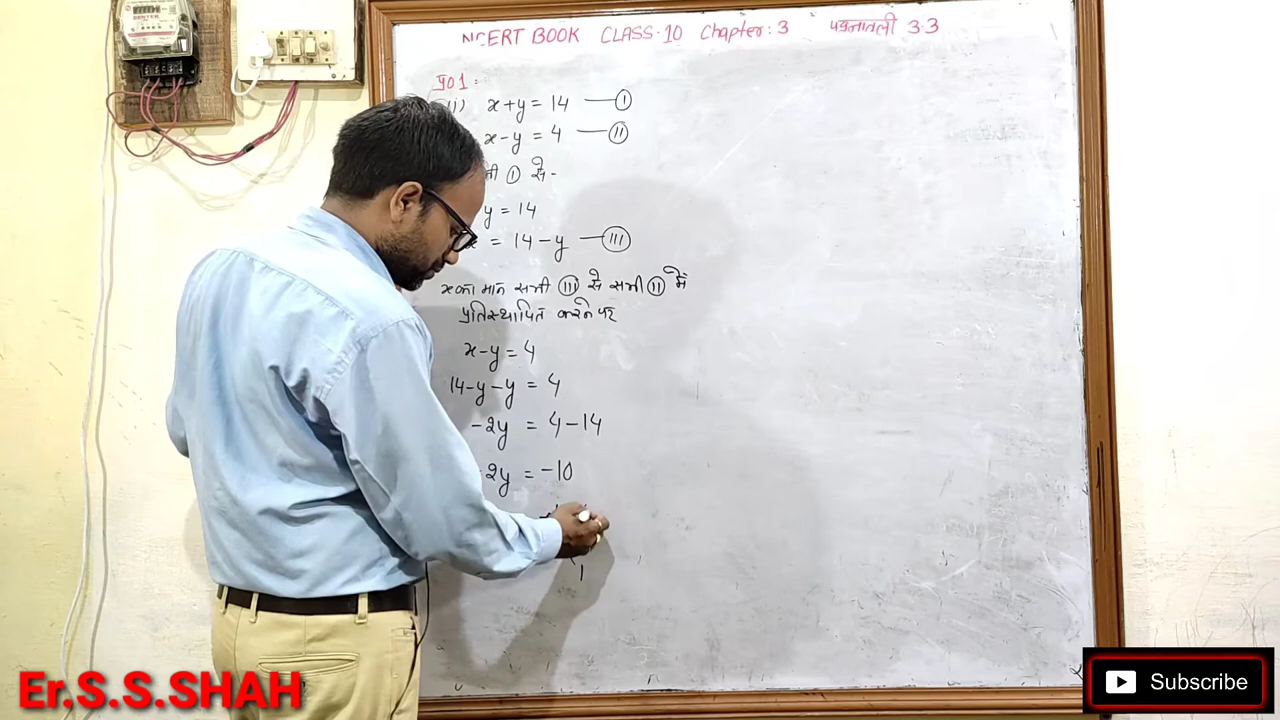 NCERT BOOK CLASS-10 Chapter: 3 प्रश्नावली 3.3
प्र01:
(i) x+y = 14 — I
x-y = 4 — II
I से-
y = 14
x = 14-y — III
x का मान समी III से समी II में
प्रतिस्थापित करने पर
x-y = 4
14-y-y = 4
-2y = 4-14
2y = -10
Er.S.S.SHAH
Subscribe